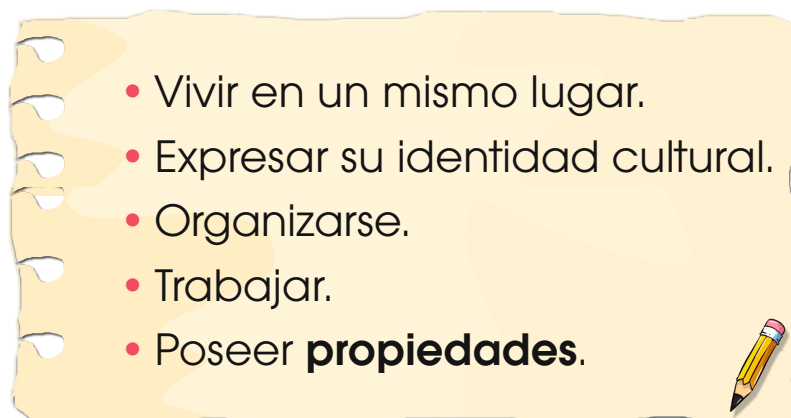 • Vivir en un mismo lugar.
• Expresar su identidad cultural.
• Organizarse.
• Trabajar.
• Poseer propiedades.